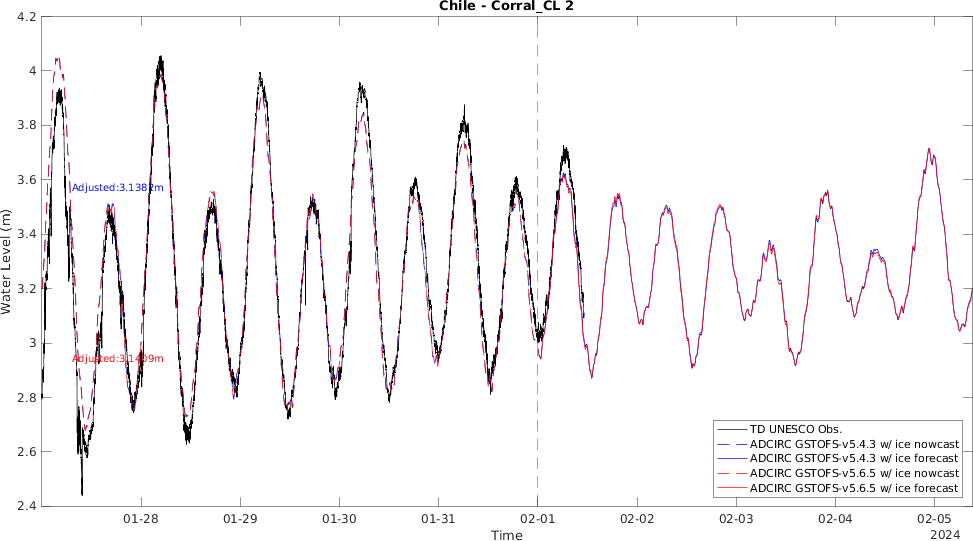 Chile - Corral_CL 2
4.2
4
3.8
3.6
3.4
3.2
3
2.8
2.6
2.4
Water Level (m)
Adjusted:3.1382m
Adjusted:3.1499m
TD UNESCO Obs.
ADCIRC GSTOFS-v5.4.3 w/ ice nowcast
ADCIRC GSTOFS-v5.4.3 w/ ice forecast
ADCIRC GSTOFS-v5.6.5 w/ ice nowcast
ADCIRC GSTOFS-v5.6.5 w/ ice forecast
01-28 01-29 01-30 01-31 02-01 02-02 02-03 02-04 02-05
Time
2024